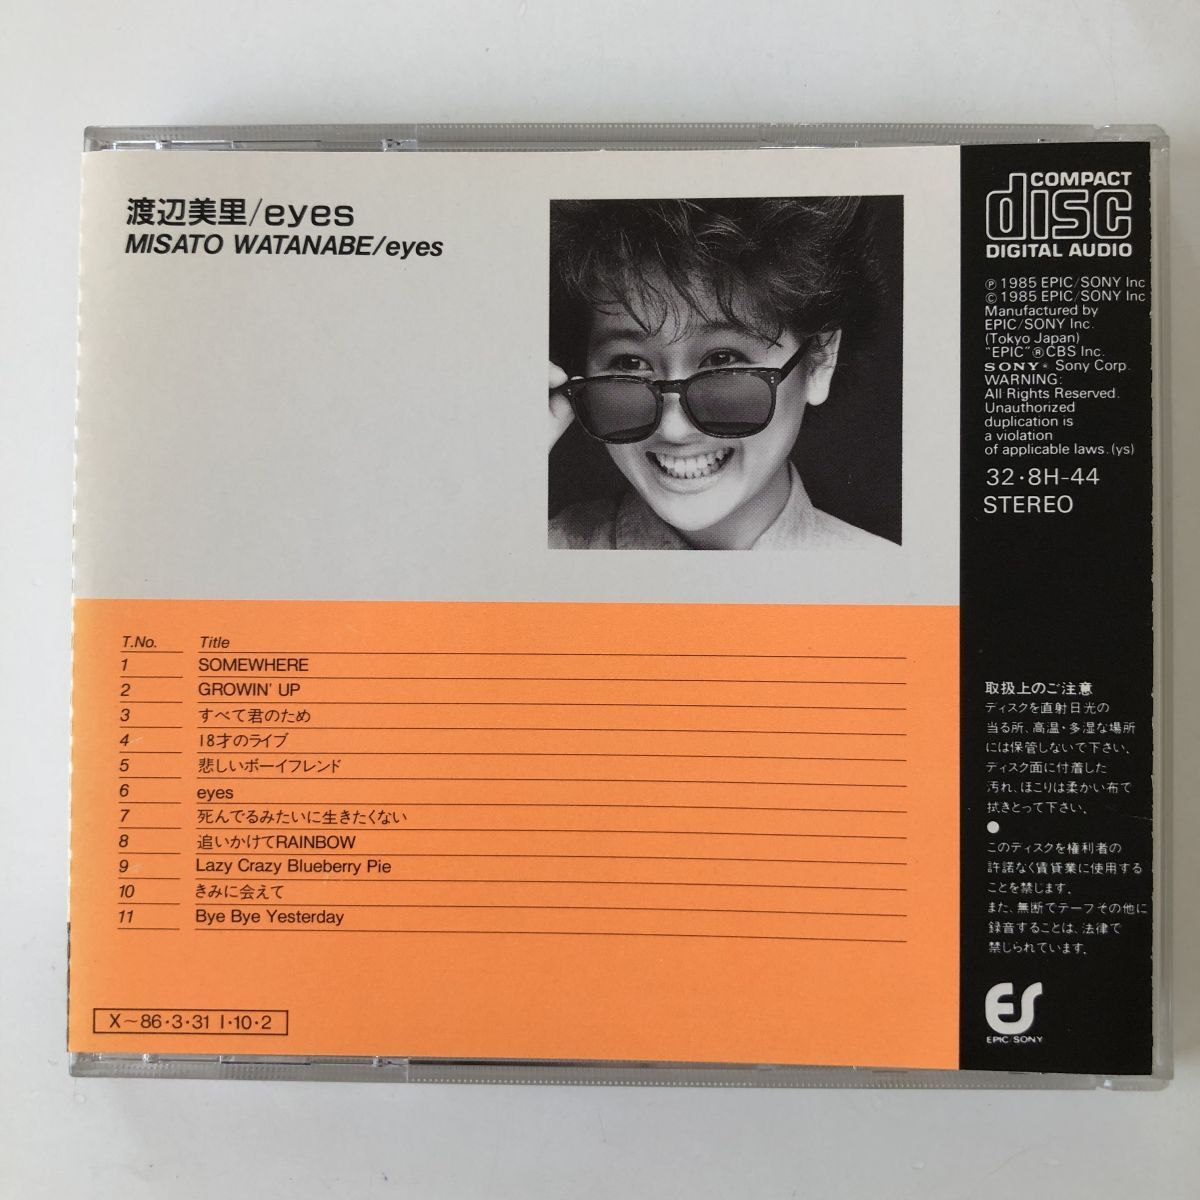 渡辺美里/eyes
MISATO WATANABE/eyes
T.No. Title
1 SOMEWHERE
2 GROWIN' UP
3 すべて君のため
4 18才のライブ
5 悲しいボーイフレンド
6 eyes
7 死んでるみたいに生きたくない
8 追いかけてRAINBOW
9 Lazy Crazy Blueberry Pie
10 きみに会えて
11 Bye Bye Yesterday
X〜86・3・31 I・10・2
COMPACT
disc
DIGITAL AUDIO
Ⓟ 1985 EPIC/SONY Inc
© 1985 EPIC/SONY Inc
Manufactured by
EPIC/SONY Inc.
(Tokyo Japan)
"EPIC"® CBS Inc.
SONY® Sony Corp.
WARNING:
All Rights Reserved.
Unauthorized
duplication is
a violation
of applicable laws. (ys)
32・8H-44
STEREO
取扱上のご注意
ディスクを直射日光の
当る所、高温・多湿な場所
には保管しないで下さい。
ディスク面に付着した
汚れ、ほこりは柔かい布で
拭きとって下さい。
●
このディスクを権利者の
許諾なく賃貸業に使用する
ことを禁じます。
また、無断でテープその他に
録音することは、法律で
禁じられています。
ES
EPIC/SONY